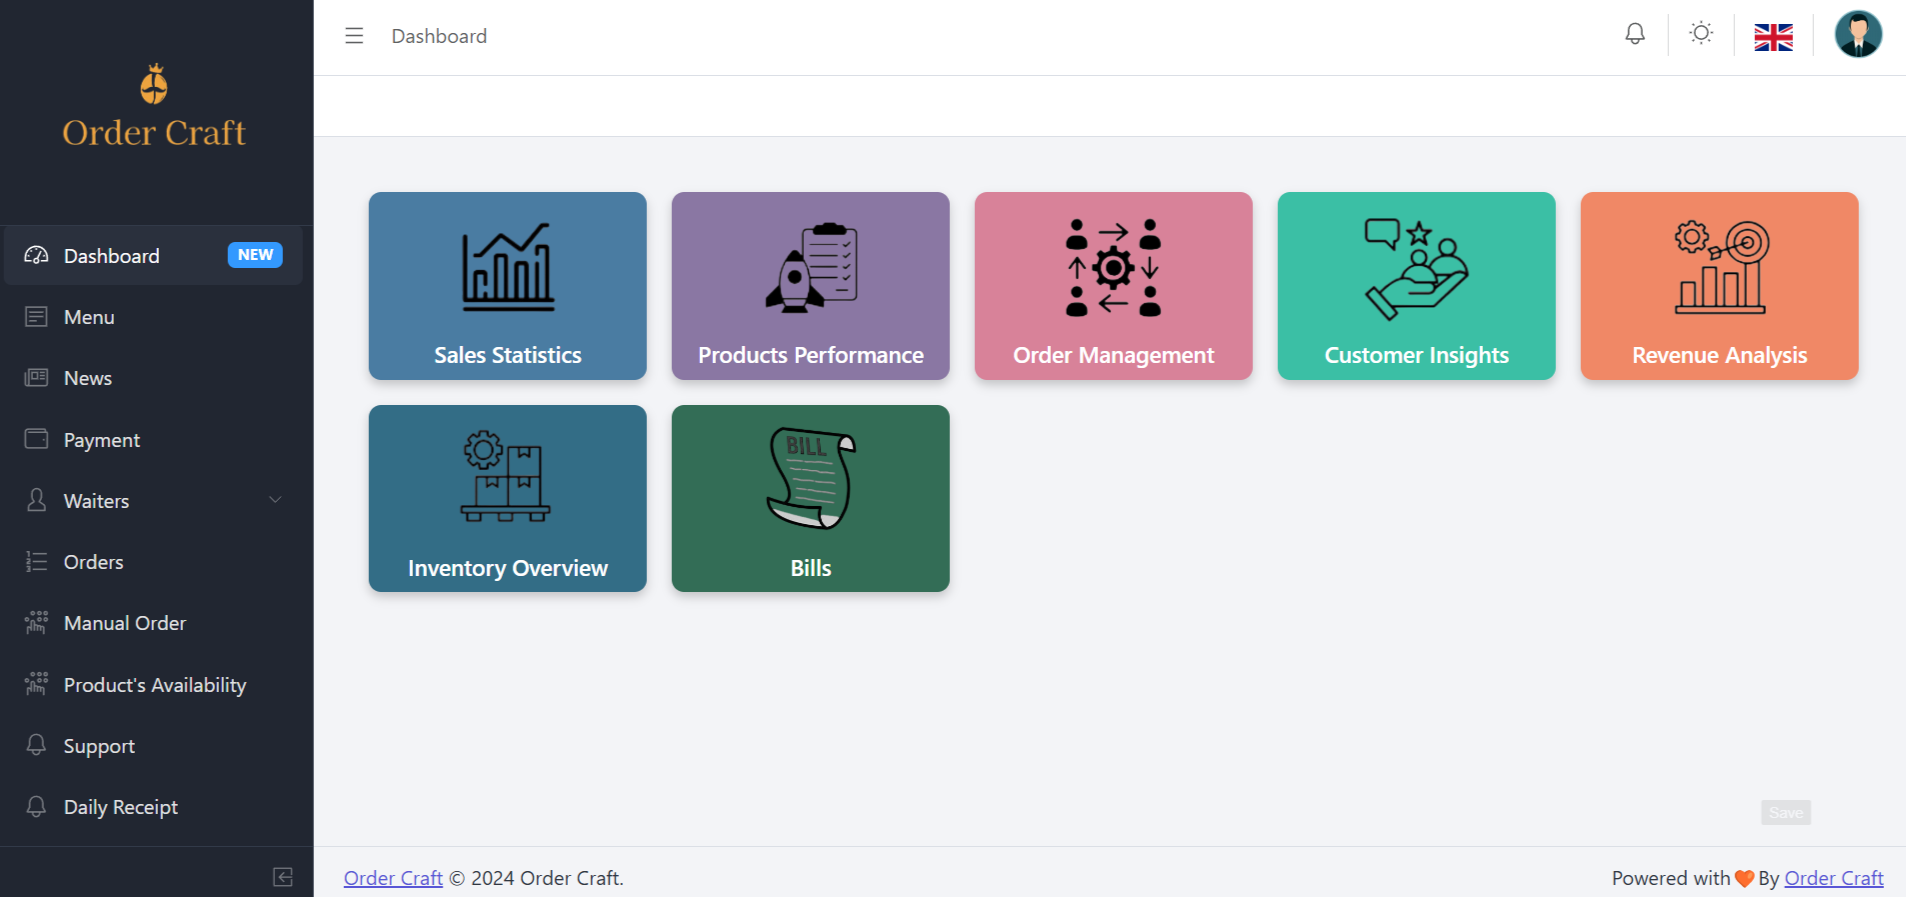 Order Craft
Dashboard NEW
Menu
News
Payment
Waiters
Orders
Manual Order
Product's Availability
Support
Daily Receipt
Dashboard
Sales Statistics
Products Performance
Order Management
Customer Insights
Revenue Analysis
BILL
Inventory Overview
Bills
Save
Order Craft © 2024 Order Craft.
Powered with🧡By Order Craft